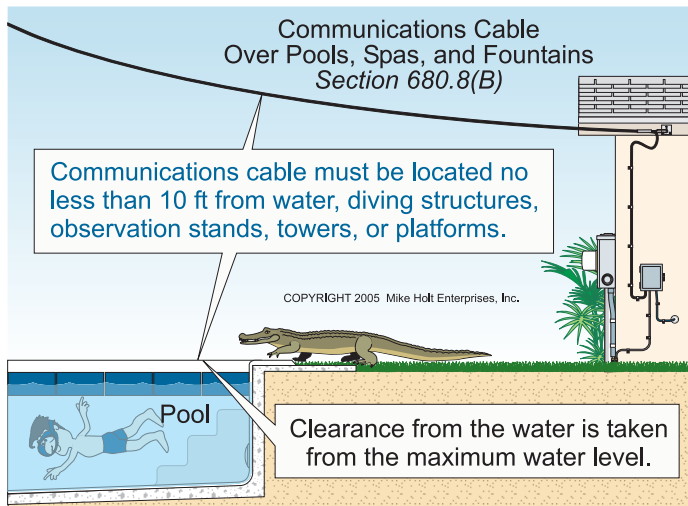 Communications Cable
Over Pools, Spas, and Fountains
Section 680.8(B)
Communications cable must be located no
less than 10 ft from water, diving structures,
observation stands, towers, or platforms.
COPYRIGHT 2005 Mike Holt Enterprises, Inc.
Pool
Clearance from the water is taken
from the maximum water level.